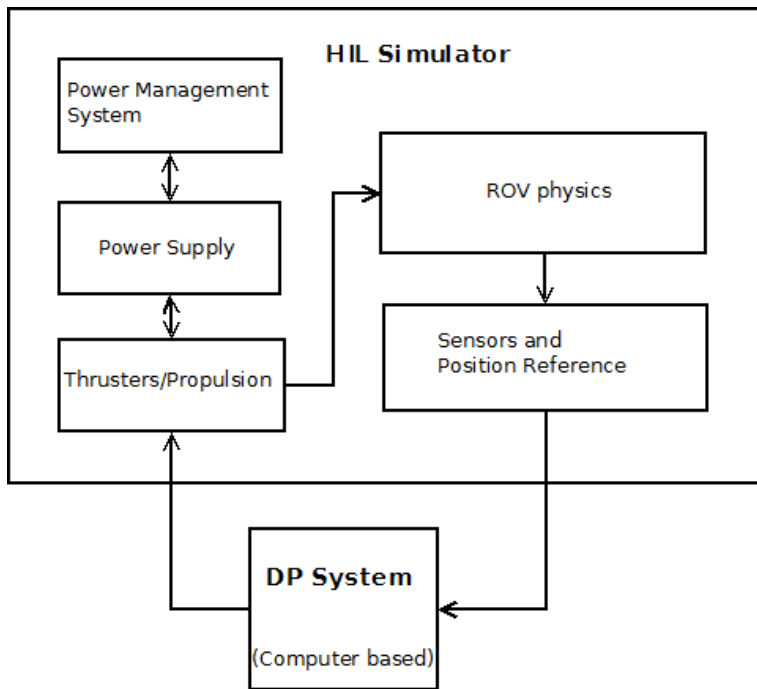 HIL Simulator
Power Management
System
Power Supply
Thrusters/Propulsion
ROV physics
Sensors and
Position Reference
DP System
(Computer based)